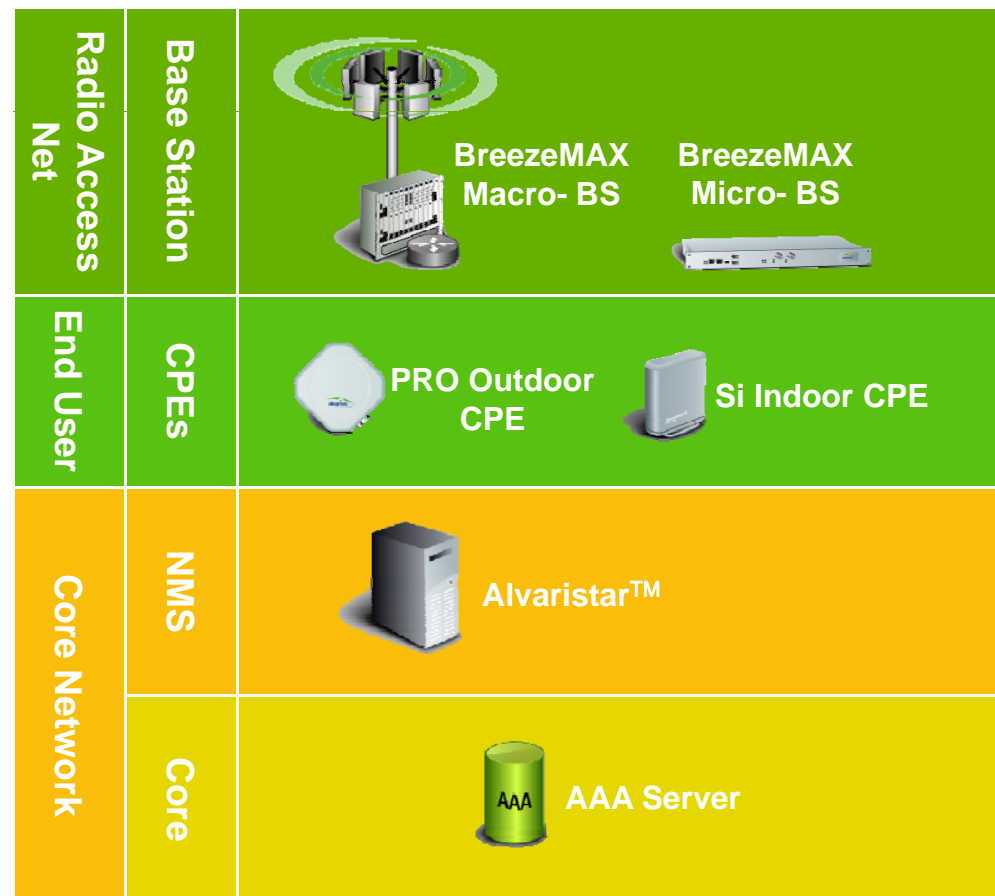 Radio Access
Net
Base Station
BreezeMAX
Macro- BS
BreezeMAX
Micro- BS
End User
CPEs
PRO Outdoor
CPE
Si Indoor CPE
Core Network
NMS
Alvaristar™
Core
AAA
AAA Server